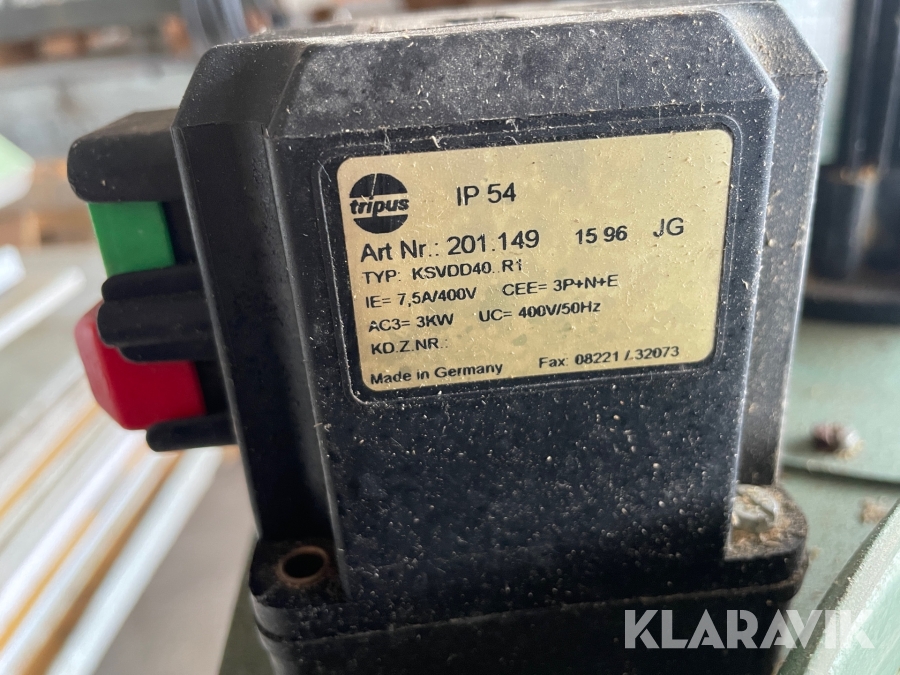 tripus
IP 54
Art Nr.: 201.149 15 96 JG
TYP: KSVDD40..R1
IE= 7,5A/400V CEE= 3P+N+E
AC3= 3KW UC= 400V/50Hz
KD.Z.NR.:
Made in Germany Fax: 08221 /.32073
KLARAVIK